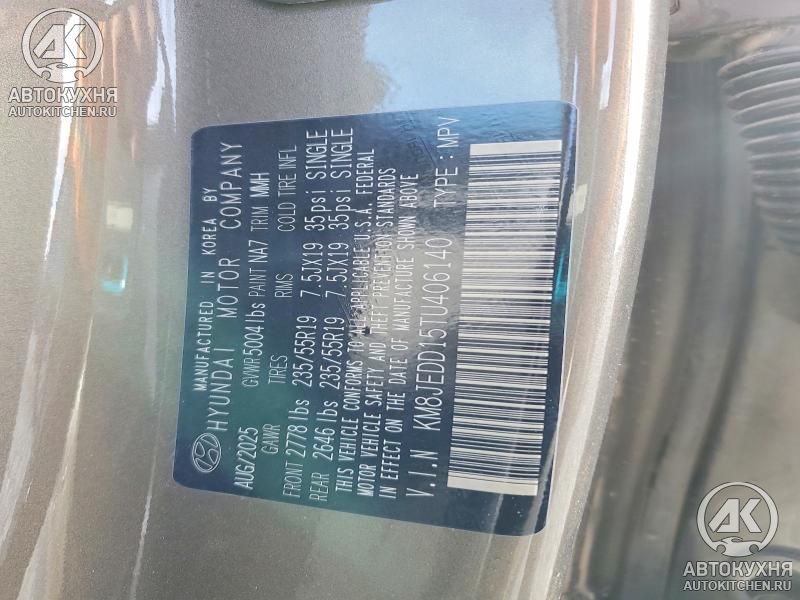 АВТОКУХНЯ
AUTOKITCHEN.RU
MANUFACTURED IN KOREA BY
HYUNDAI MOTOR COMPANY
AUG/2025 GVWR 5004 lbs PAINT NA7 TRIM MMH
GAWR TIRES RIMS COLD TIRE INFL
FRONT 2778 lbs 235/55R19 7.5JX19 35psi SINGLE
REAR 2646 lbs 235/55R19 7.5JX19 35psi SINGLE
THIS VEHICLE CONFORMS TO ALL APPLICABLE U.S.A. FEDERAL
MOTOR VEHICLE SAFETY AND THEFT PREVENTION STANDARDS
IN EFFECT ON THE DATE OF MANUFACTURE SHOWN ABOVE
V.I.N KM8JEDD15TU406140 TYPE : MPV
АК
АВТОКУХНЯ
AUTOKITCHEN.RU